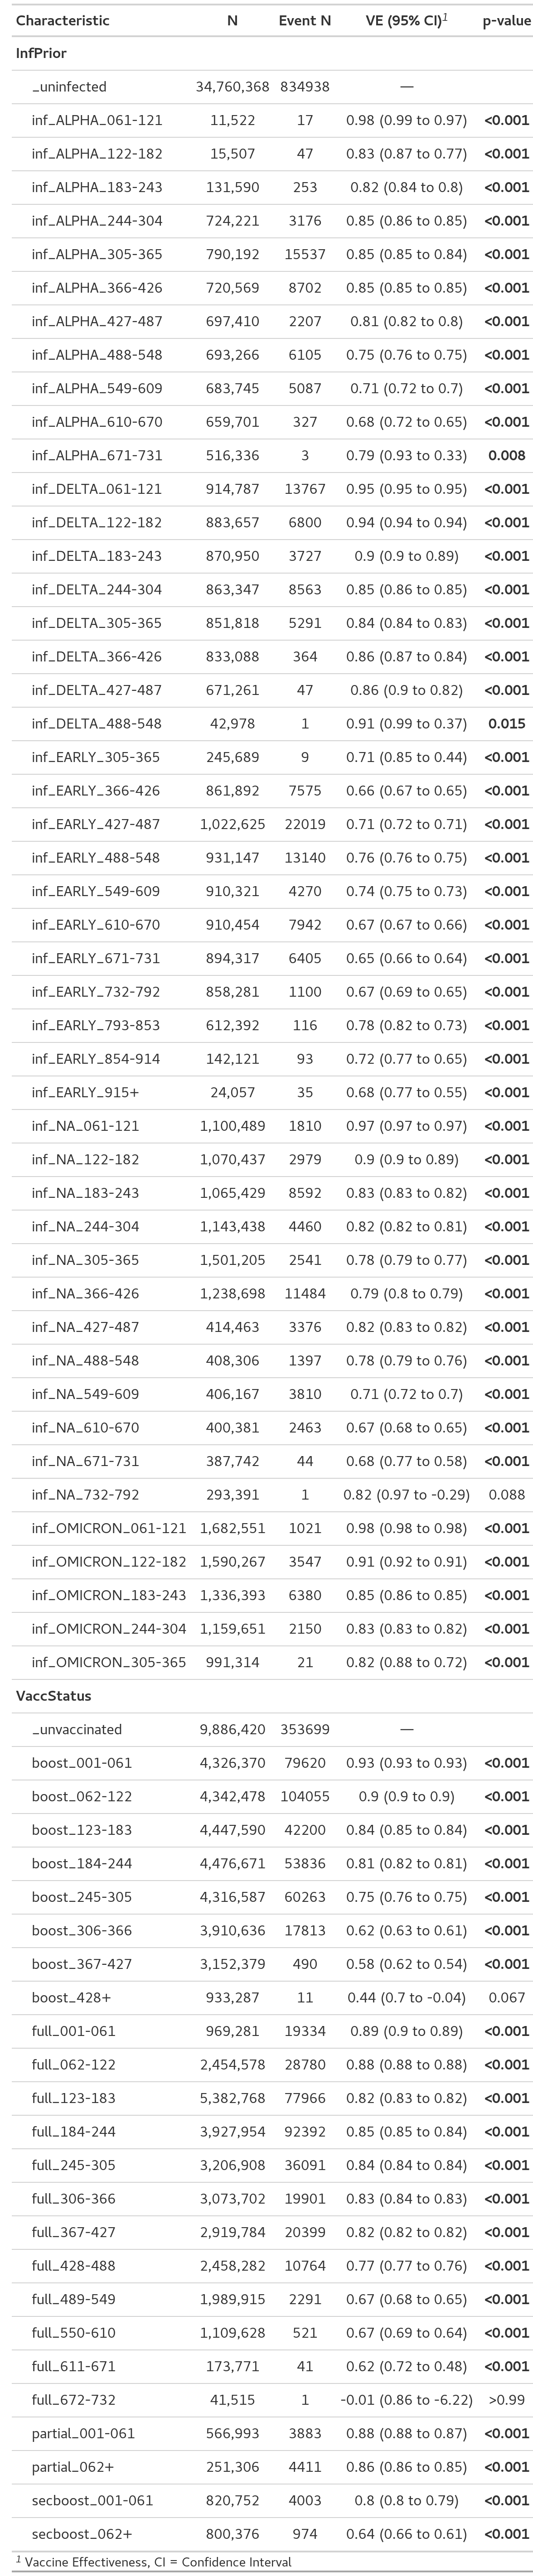 Characteristic N Event N VE (95% CI)1 p-value
InfPrior
_uninfected 34,760,368 834938 —
inf_ALPHA_061-121 11,522 17 0.98 (0.99 to 0.97) <0.001
inf_ALPHA_122-182 15,507 47 0.83 (0.87 to 0.77) <0.001
inf_ALPHA_183-243 131,590 253 0.82 (0.84 to 0.8) <0.001
inf_ALPHA_244-304 724,221 3176 0.85 (0.86 to 0.85) <0.001
inf_ALPHA_305-365 790,192 15537 0.85 (0.85 to 0.84) <0.001
inf_ALPHA_366-426 720,569 8702 0.85 (0.85 to 0.85) <0.001
inf_ALPHA_427-487 697,410 2207 0.81 (0.82 to 0.8) <0.001
inf_ALPHA_488-548 693,266 6105 0.75 (0.76 to 0.75) <0.001
inf_ALPHA_549-609 683,745 5087 0.71 (0.72 to 0.7) <0.001
inf_ALPHA_610-670 659,701 327 0.68 (0.72 to 0.65) <0.001
inf_ALPHA_671-731 516,336 3 0.79 (0.93 to 0.33) 0.008
inf_DELTA_061-121 914,787 13767 0.95 (0.95 to 0.95) <0.001
inf_DELTA_122-182 883,657 6800 0.94 (0.94 to 0.94) <0.001
inf_DELTA_183-243 870,950 3727 0.9 (0.9 to 0.89) <0.001
inf_DELTA_244-304 863,347 8563 0.85 (0.86 to 0.85) <0.001
inf_DELTA_305-365 851,818 5291 0.84 (0.84 to 0.83) <0.001
inf_DELTA_366-426 833,088 364 0.86 (0.87 to 0.84) <0.001
inf_DELTA_427-487 671,261 47 0.86 (0.9 to 0.82) <0.001
inf_DELTA_488-548 42,978 1 0.91 (0.99 to 0.37) 0.015
inf_EARLY_305-365 245,689 9 0.71 (0.85 to 0.44) <0.001
inf_EARLY_366-426 861,892 7575 0.66 (0.67 to 0.65) <0.001
inf_EARLY_427-487 1,022,625 22019 0.71 (0.72 to 0.71) <0.001
inf_EARLY_488-548 931,147 13140 0.76 (0.76 to 0.75) <0.001
inf_EARLY_549-609 910,321 4270 0.74 (0.75 to 0.73) <0.001
inf_EARLY_610-670 910,454 7942 0.67 (0.67 to 0.66) <0.001
inf_EARLY_671-731 894,317 6405 0.65 (0.66 to 0.64) <0.001
inf_EARLY_732-792 858,281 1100 0.67 (0.69 to 0.65) <0.001
inf_EARLY_793-853 612,392 116 0.78 (0.82 to 0.73) <0.001
inf_EARLY_854-914 142,121 93 0.72 (0.77 to 0.65) <0.001
inf_EARLY_915+ 24,057 35 0.68 (0.77 to 0.55) <0.001
inf_NA_061-121 1,100,489 1810 0.97 (0.97 to 0.97) <0.001
inf_NA_122-182 1,070,437 2979 0.9 (0.9 to 0.89) <0.001
inf_NA_183-243 1,065,429 8592 0.83 (0.83 to 0.82) <0.001
inf_NA_244-304 1,143,438 4460 0.82 (0.82 to 0.81) <0.001
inf_NA_305-365 1,501,205 2541 0.78 (0.79 to 0.77) <0.001
inf_NA_366-426 1,238,698 11484 0.79 (0.8 to 0.79) <0.001
inf_NA_427-487 414,463 3376 0.82 (0.83 to 0.82) <0.001
inf_NA_488-548 408,306 1397 0.78 (0.79 to 0.76) <0.001
inf_NA_549-609 406,167 3810 0.71 (0.72 to 0.7) <0.001
inf_NA_610-670 400,381 2463 0.67 (0.68 to 0.65) <0.001
inf_NA_671-731 387,742 44 0.68 (0.77 to 0.58) <0.001
inf_NA_732-792 293,391 1 0.82 (0.97 to -0.29) 0.088
inf_OMICRON_061-121 1,682,551 1021 0.98 (0.98 to 0.98) <0.001
inf_OMICRON_122-182 1,590,267 3547 0.91 (0.92 to 0.91) <0.001
inf_OMICRON_183-243 1,336,393 6380 0.85 (0.86 to 0.85) <0.001
inf_OMICRON_244-304 1,159,651 2150 0.83 (0.83 to 0.82) <0.001
inf_OMICRON_305-365 991,314 21 0.82 (0.88 to 0.72) <0.001
VaccStatus
_unvaccinated 9,886,420 353699 —
boost_001-061 4,326,370 79620 0.93 (0.93 to 0.93) <0.001
boost_062-122 4,342,478 104055 0.9 (0.9 to 0.9) <0.001
boost_123-183 4,447,590 42200 0.84 (0.85 to 0.84) <0.001
boost_184-244 4,476,671 53836 0.81 (0.82 to 0.81) <0.001
boost_245-305 4,316,587 60263 0.75 (0.76 to 0.75) <0.001
boost_306-366 3,910,636 17813 0.62 (0.63 to 0.61) <0.001
boost_367-427 3,152,379 490 0.58 (0.62 to 0.54) <0.001
boost_428+ 933,287 11 0.44 (0.7 to -0.04) 0.067
full_001-061 969,281 19334 0.89 (0.9 to 0.89) <0.001
full_062-122 2,454,578 28780 0.88 (0.88 to 0.88) <0.001
full_123-183 5,382,768 77966 0.82 (0.83 to 0.82) <0.001
full_184-244 3,927,954 92392 0.85 (0.85 to 0.84) <0.001
full_245-305 3,206,908 36091 0.84 (0.84 to 0.84) <0.001
full_306-366 3,073,702 19901 0.83 (0.84 to 0.83) <0.001
full_367-427 2,919,784 20399 0.82 (0.82 to 0.82) <0.001
full_428-488 2,458,282 10764 0.77 (0.77 to 0.76) <0.001
full_489-549 1,989,915 2291 0.67 (0.68 to 0.65) <0.001
full_550-610 1,109,628 521 0.67 (0.69 to 0.64) <0.001
full_611-671 173,771 41 0.62 (0.72 to 0.48) <0.001
full_672-732 41,515 1 -0.01 (0.86 to -6.22) >0.99
partial_001-061 566,993 3883 0.88 (0.88 to 0.87) <0.001
partial_062+ 251,306 4411 0.86 (0.86 to 0.85) <0.001
secboost_001-061 820,752 4003 0.8 (0.8 to 0.79) <0.001
secboost_062+ 800,376 974 0.64 (0.66 to 0.61) <0.001
1 Vaccine Effectiveness, CI = Confidence Interval